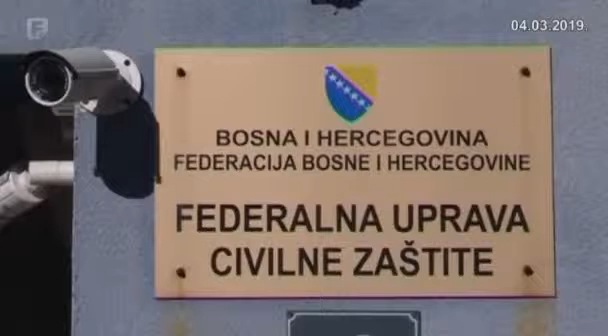 F
04.03.2019.
BOSNA I HERCEGOVINA
FEDERACIJA BOSNE I HERCEGOVINE
FEDERALNA UPRAVA
CIVILNE ZAŠTITE